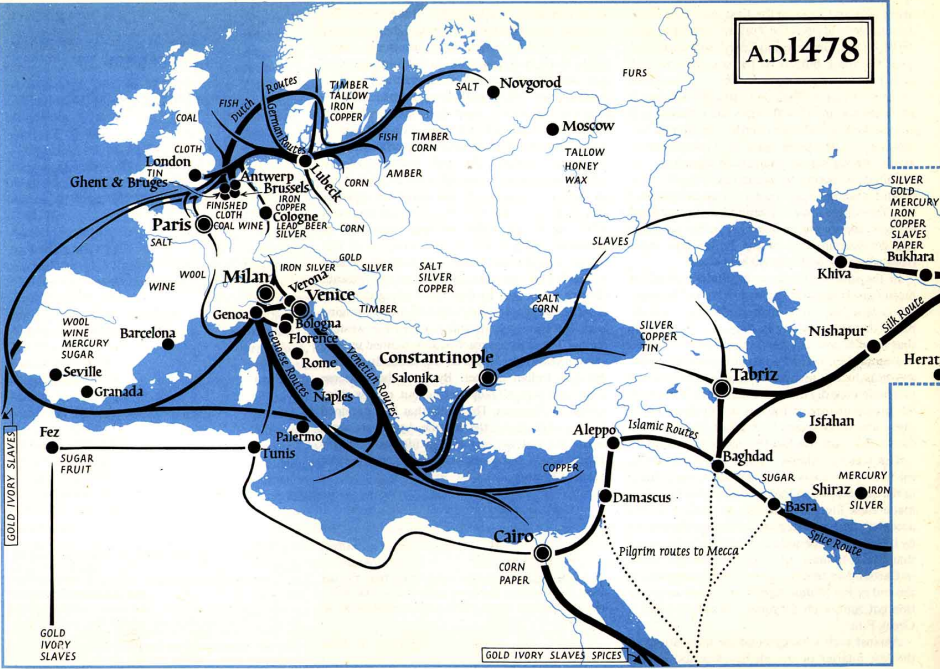 A.D.1478
FURS
SALT
Novgorod
Moscow
TALLOW
HONEY
WAX
TIMBER
TALLOW
IRON
COPPER
FISH
Dutch Routes
German Routes
COAL
CLOTH
London
TIN
Ghent & Bruges
Antwerp
Brussels
Lubeck
FISH
TIMBER
CORN
AMBER
CORN
IRON
COPPER
Cologne
LEAD BEER
SILVER
CORN
FINISHED
CLOTH
COAL WINE
Paris
SALT
WOOL
WINE
Milan
IRON SILVER
GOLD
SILVER
Verona
Venice
TIMBER
SALT
SILVER
COPPER
Genoa
Bologna
Florence
Rome
Naples
Genoese Routes
Venetian Routes
WOOL
WINE
MERCURY
SUGAR
Barcelona
Seville
Granada
Constantinople
Salonika
SLAVES
SALT
CORN
SILVER
COPPER
TIN
SILVER
GOLD
MERCURY
IRON
COPPER
SLAVES
PAPER
Bukhara
Khiva
Nishapur
Silk Route
Herat
Tabriz
Isfahan
Palermo
Tunis
Fez
SUGAR
FRUIT
GOLD IVORY SLAVES
GOLD
IVORY
SLAVES
Aleppo
Islamic Routes
Baghdad
COPPER
Damascus
SUGAR
Basra
MERCURY
Shiraz
IRON
SILVER
Spice Route
Cairo
CORN
PAPER
Pilgrim routes to Mecca
GOLD IVORY SLAVES SPICES